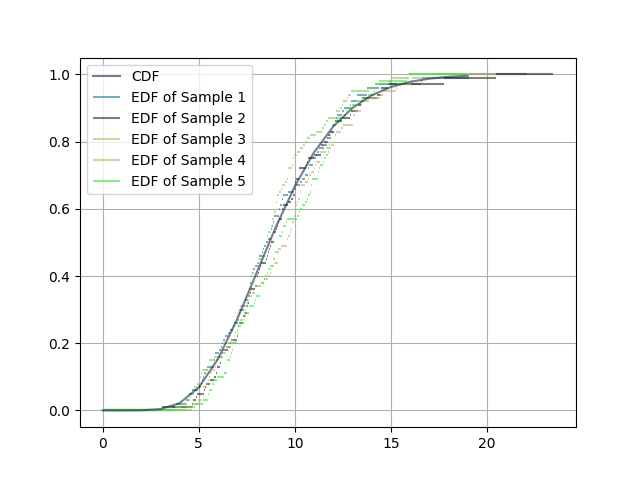 CDF
EDF of Sample 1
EDF of Sample 2
EDF of Sample 3
EDF of Sample 4
EDF of Sample 5
1.0
0.8
0.6
0.4
0.2
0.0
0 5 10 15 20